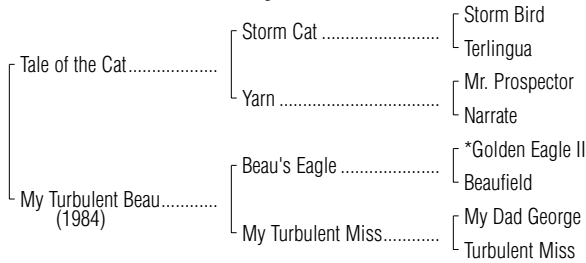 Storm Bird
Storm Cat ........................
Terlingua
Tale of the Cat..................
Mr. Prospector
Yarn ................................
Narrate
*Golden Eagle II
Beau's Eagle ....................
Beaufield
My Turbulent Beau...........
(1984)
My Dad George
My Turbulent Miss...........
Turbulent Miss